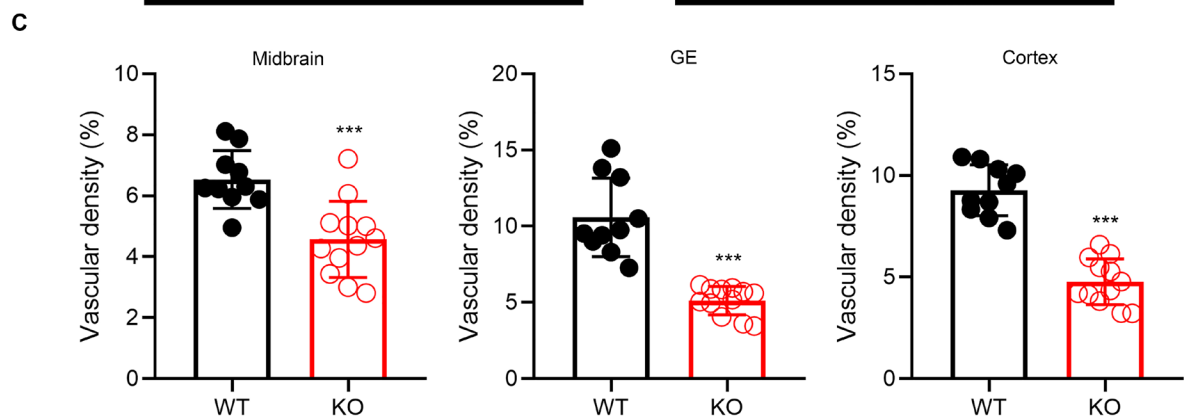 C
Midbrain
Vascular density (%)
10
8
6
4
2
0
***
WT
KO
GE
Vascular density (%)
20
15
10
5
0
***
WT
KO
Cortex
Vascular density (%)
15
10
5
0
***
WT
KO